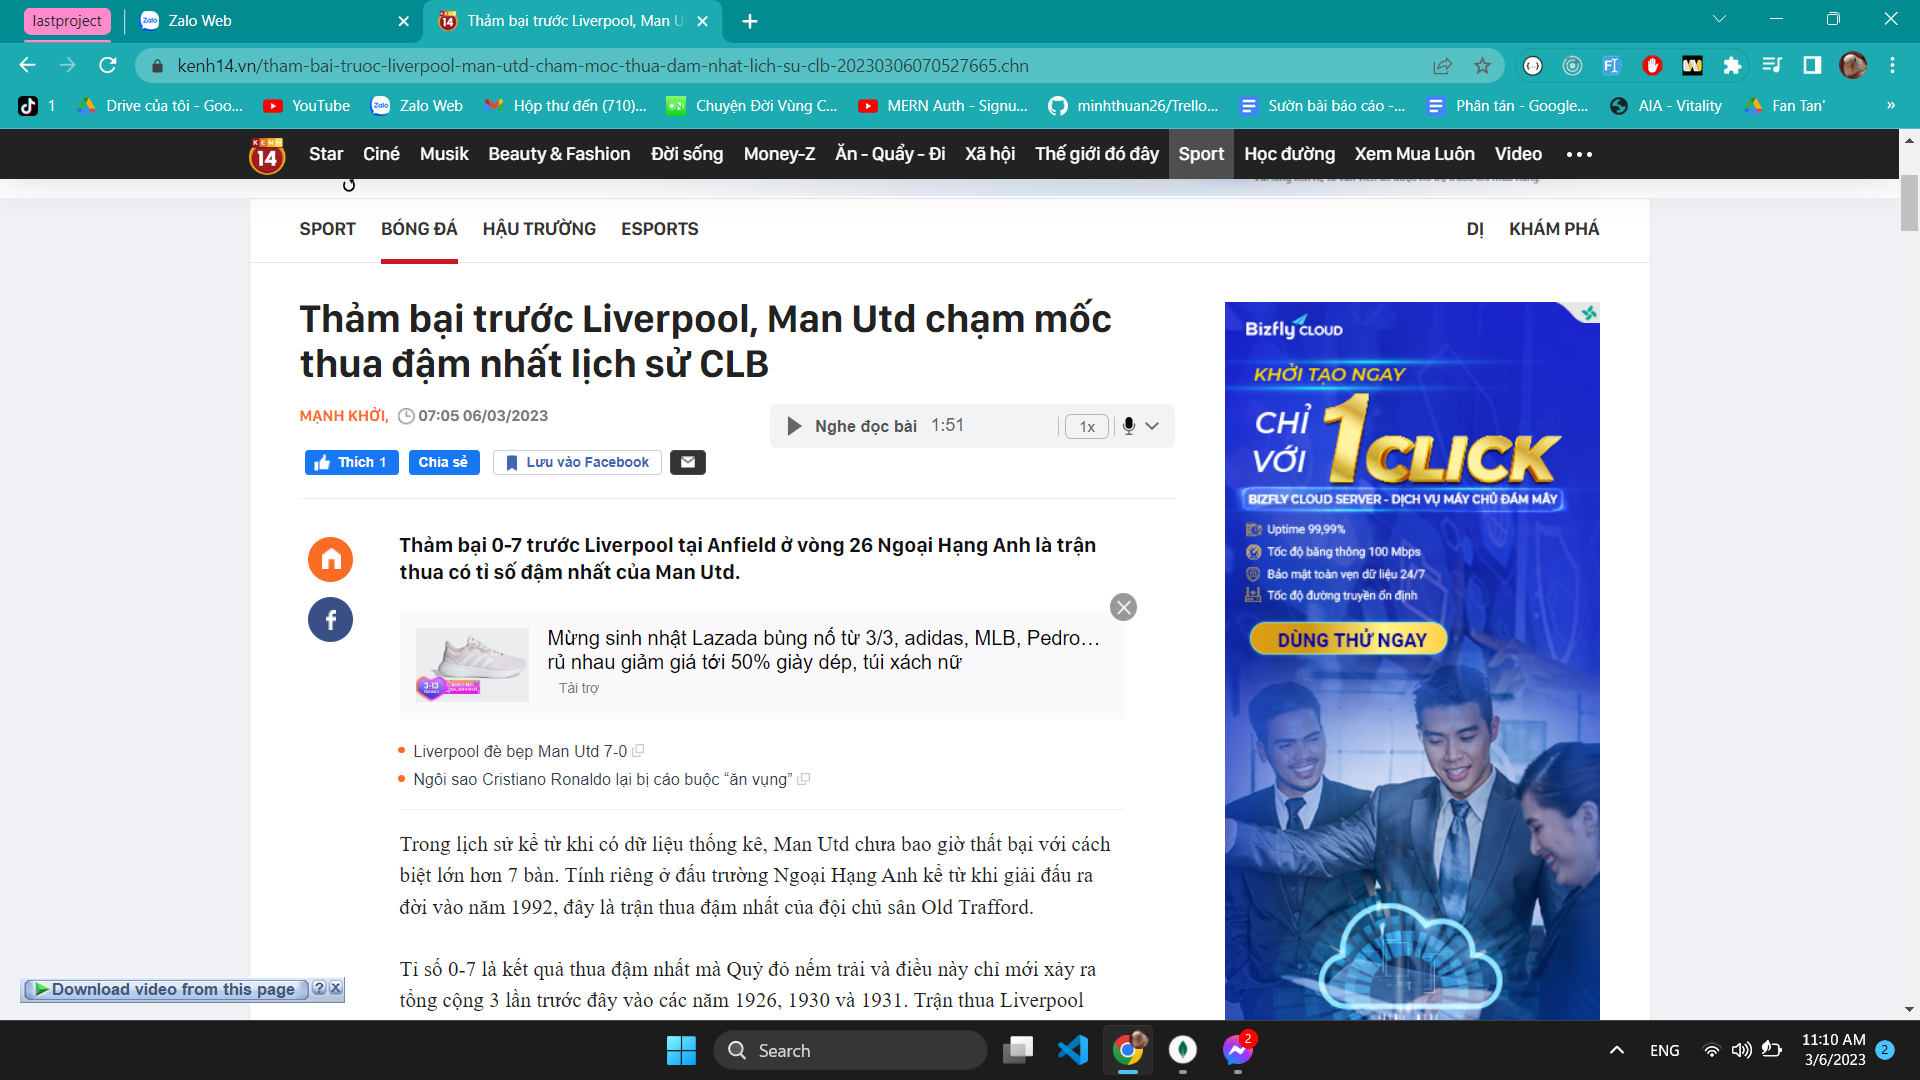 lastproject
Zalo Web
Thảm bại trước Liverpool, Man U
kenh14.vn/tham-bai-truoc-liverpool-man-utd-cham-moc-thua-dam-nhat-lich-su-clb-20230306070527665.chn
1
Drive của tôi - Goo...
YouTube
Zalo Web
Hộp thư đến (710)...
Chuyện Đời Vùng C...
MERN Auth - Signu...
minhthuan26/Trello...
Sườn bài báo cáo -...
Phân tán - Google...
AIA - Vitality
Fan Tan'
»
KENH 14
Star Ciné Musik Beauty & Fashion Đời sống Money-Z Ăn - Quẩy - Đi Xã hội Thế giới đó đây Sport Học đường Xem Mua Luôn Video
SPORT BÓNG ĐÁ HẬU TRƯỜNG ESPORTS DỊ KHÁM PHÁ
Thảm bại trước Liverpool, Man Utd chạm mốc
thua đậm nhất lịch sử CLB
MẠNH KHỞI, 07:05 06/03/2023
Nghe đọc bài 1:51 1x
Thích 1 Chia sẻ Lưu vào Facebook
Thảm bại 0-7 trước Liverpool tại Anfield ở vòng 26 Ngoại Hạng Anh là trận
thua có tỉ số đậm nhất của Man Utd.
Mừng sinh nhật Lazada bùng nổ từ 3/3, adidas, MLB, Pedro…
rủ nhau giảm giá tới 50% giày dép, túi xách nữ
Tài trợ
Liverpool đè bẹp Man Utd 7-0
Ngôi sao Cristiano Ronaldo lại bị cáo buộc “ăn vụng”
Trong lịch sử kể từ khi có dữ liệu thống kê, Man Utd chưa bao giờ thất bại với cách
biệt lớn hơn 7 bàn. Tính riêng ở đấu trường Ngoại Hạng Anh kể từ khi giải đấu ra
đời vào năm 1992, đây là trận thua đậm nhất của đội chủ sân Old Trafford.
Tỉ số 0-7 là kết quả thua đậm nhất mà Quỷ đỏ nếm trải và điều này chỉ mới xảy ra
tổng cộng 3 lần trước đây vào các năm 1926, 1930 và 1931. Trận thua Liverpool
Bizfly CLOUD
KHỞI TẠO NGAY
CHỈ VỚI 1 CLICK
BIZFLY CLOUD SERVER - DỊCH VỤ MÁY CHỦ ĐÁM MÂY
Uptime 99,99%
Tốc độ băng thông 100 Mbps
Bảo mật toàn vẹn dữ liệu 24/7
Tốc độ đường truyền ổn định
DÙNG THỬ NGAY
Download video from this page ? X
Search
2
ENG
11:10 AM
3/6/2023
2